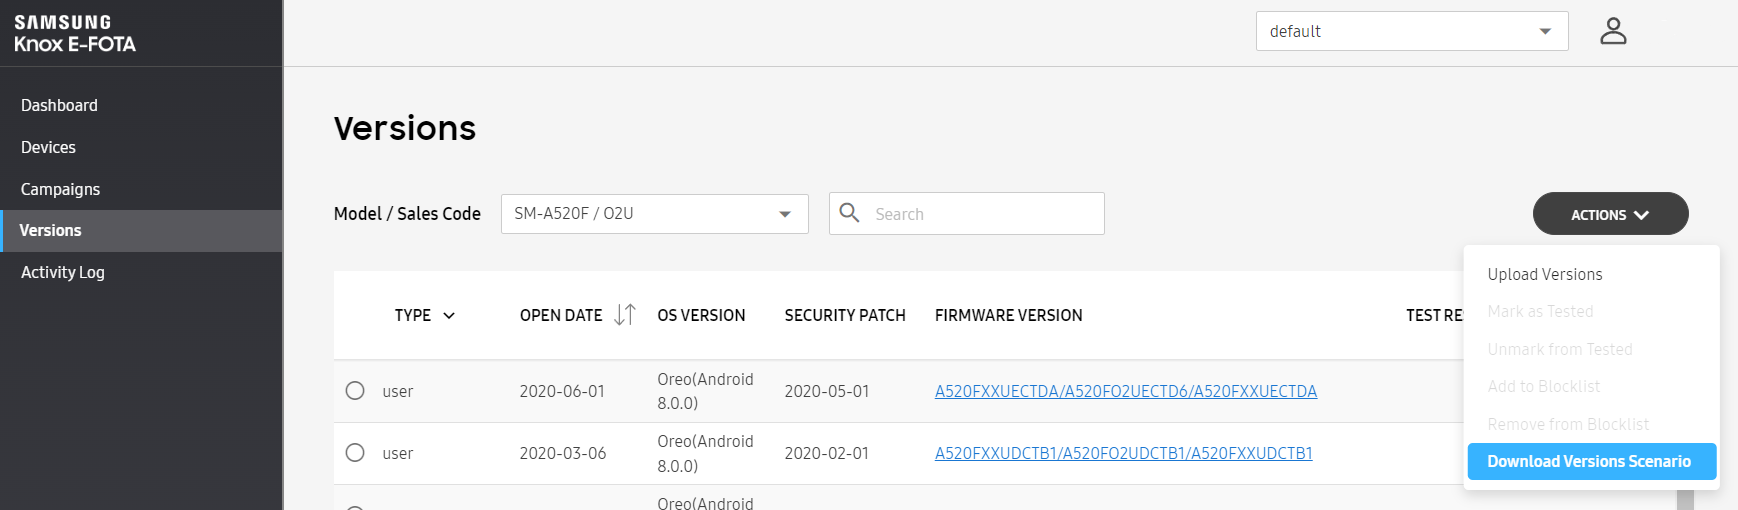 SAMSUNG
Knox E-FOTA
default
Dashboard
Devices
Campaigns
Versions
Activity Log
Versions
Model / Sales Code
SM-A520F / O2U
Search
ACTIONS
Upload Versions
Mark as Tested
Unmark from Tested
Add to Blocklist
Remove from Blocklist
Download Versions Scenario
TYPE OPEN DATE OS VERSION SECURITY PATCH FIRMWARE VERSION TEST RE
user 2020-06-01 Oreo(Android 8.0.0) 2020-05-01 A520FXXUECTDA/A520FO2UECTD6/A520FXXUECTDA
user 2020-03-06 Oreo(Android 8.0.0) 2020-02-01 A520FXXUDCTB1/A520FO2UDCTB1/A520FXXUDCTB1
Oreo(Android